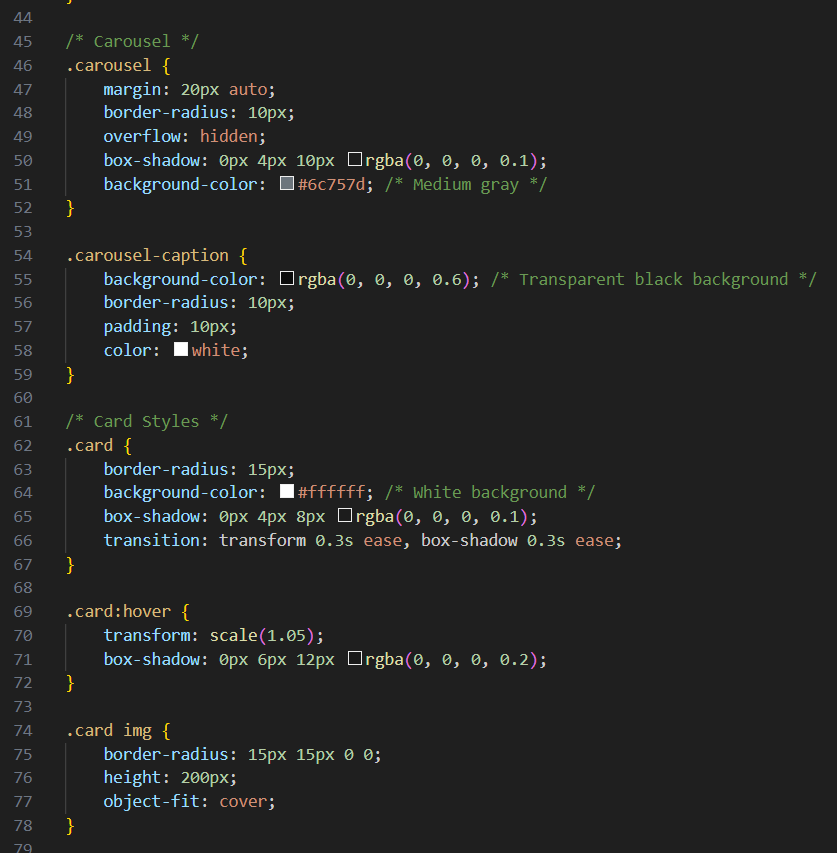 44
45 /* Carousel */
46 .carousel {
47 margin: 20px auto;
48 border-radius: 10px;
49 overflow: hidden;
50 box-shadow: 0px 4px 10px rgba(0, 0, 0, 0.1);
51 background-color: #6c757d; /* Medium gray */
52 }
53
54 .carousel-caption {
55 background-color: rgba(0, 0, 0, 0.6); /* Transparent black background */
56 border-radius: 10px;
57 padding: 10px;
58 color: white;
59 }
60
61 /* Card Styles */
62 .card {
63 border-radius: 15px;
64 background-color: #ffffff; /* White background */
65 box-shadow: 0px 4px 8px rgba(0, 0, 0, 0.1);
66 transition: transform 0.3s ease, box-shadow 0.3s ease;
67 }
68
69 .card:hover {
70 transform: scale(1.05);
71 box-shadow: 0px 6px 12px rgba(0, 0, 0, 0.2);
72 }
73
74 .card img {
75 border-radius: 15px 15px 0 0;
76 height: 200px;
77 object-fit: cover;
78 }
79